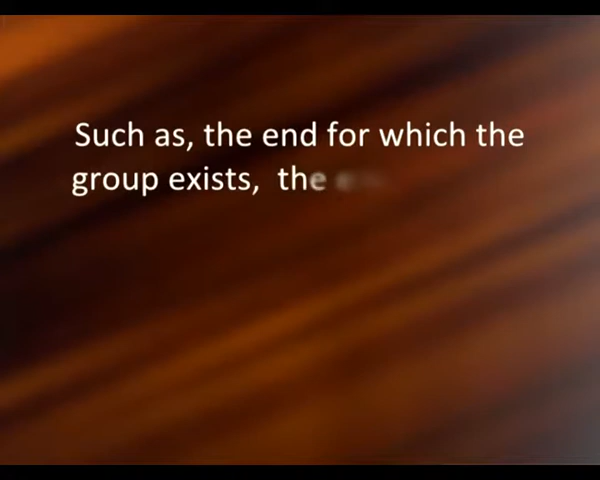 Such as, the end for which the
group exists, the